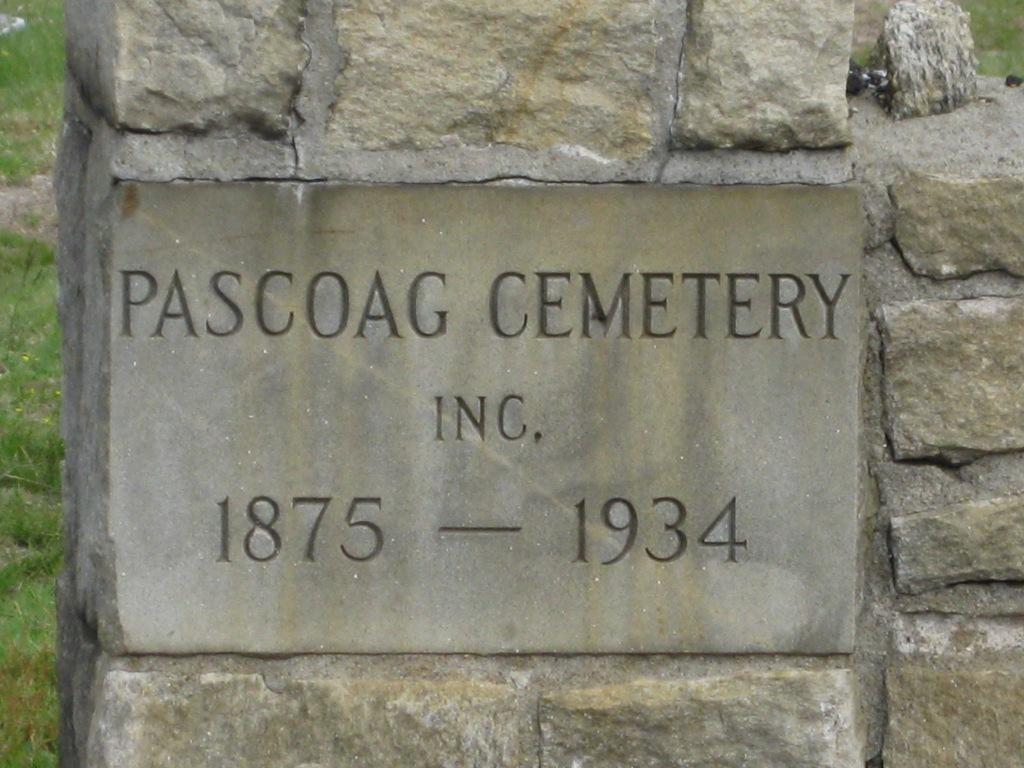 PASCOAG CEMETERY
INC.
1875 — 1934